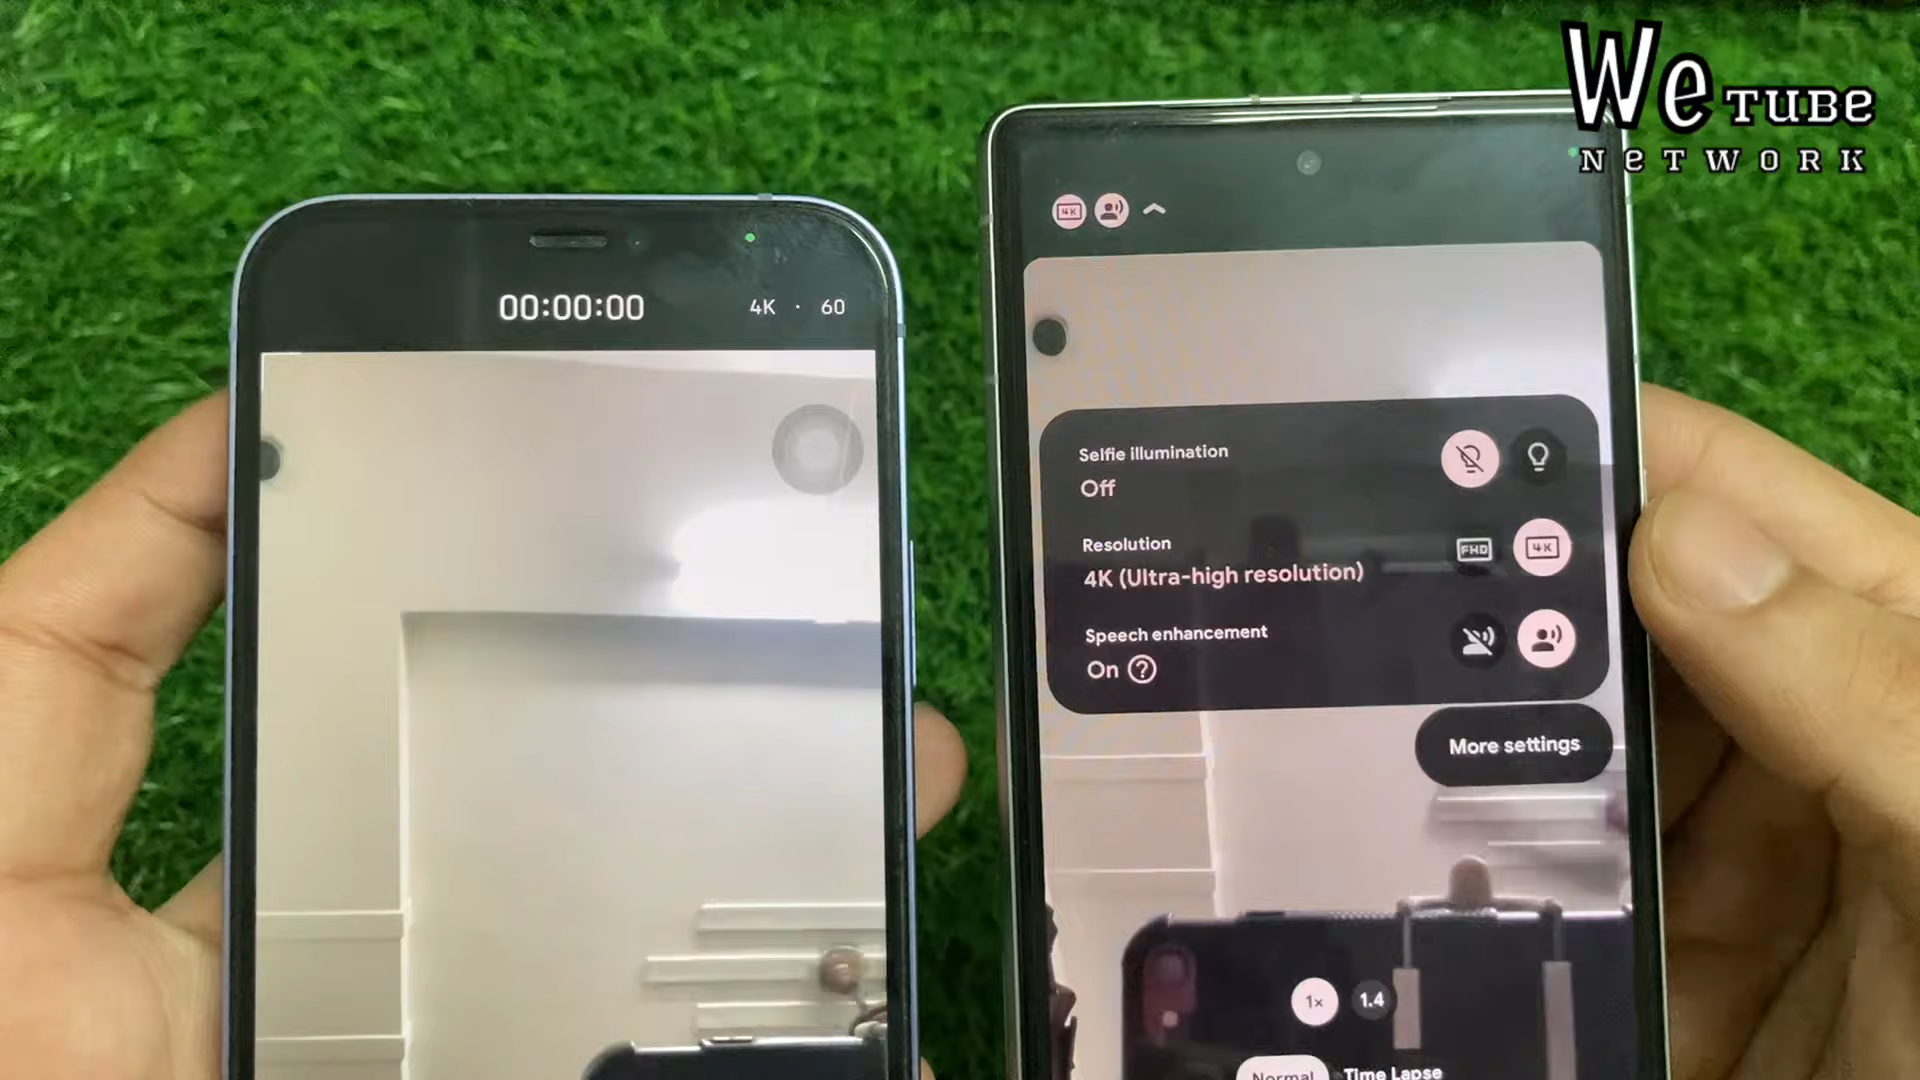 We TUBE
NETWORK
00:00:00
4K · 60
4K
Selfie illumination
Off
Resolution
4K (Ultra-high resolution)
FHD
4K
Speech enhancement
On ?
More settings
1×
1.4
Normal
Time Lapse